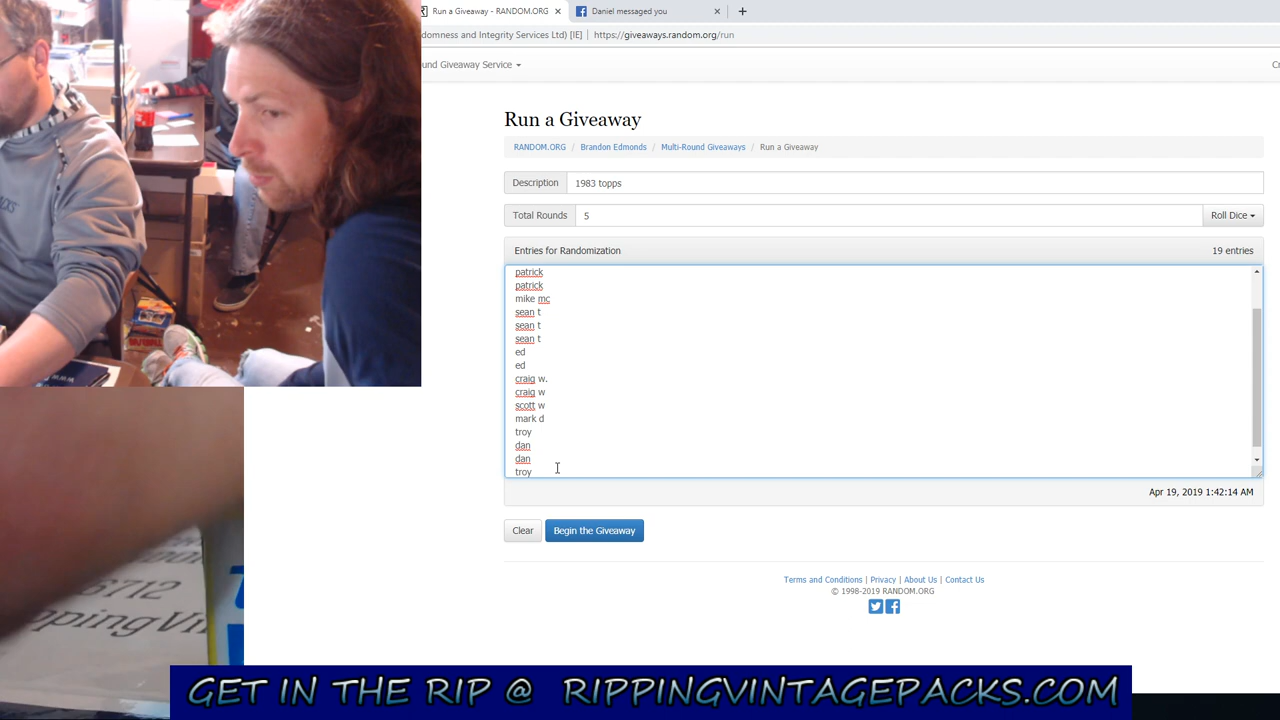 Run a Giveaway - RANDOM.ORG
Daniel messaged you
domness and Integrity Services Ltd) [IE]
https://giveaways.random.org/run
und Giveaway Service
Run a Giveaway
RANDOM.ORG / Brandon Edmonds / Multi-Round Giveaways / Run a Giveaway
Description 1983 topps
Total Rounds 5 Roll Dice
Entries for Randomization 19 entries
patrick
patrick
mike mc
sean t
sean t
sean t
ed
ed
craig w.
craig w
scott w
mark d
troy
dan
dan
troy
Apr 19, 2019 1:42:14 AM
Clear Begin the Giveaway
Terms and Conditions | Privacy | About Us | Contact Us
© 1998-2019 RANDOM.ORG
6712
ppingVi
GET IN THE RIP @ RIPPINGVINTAGEPACKS.COM